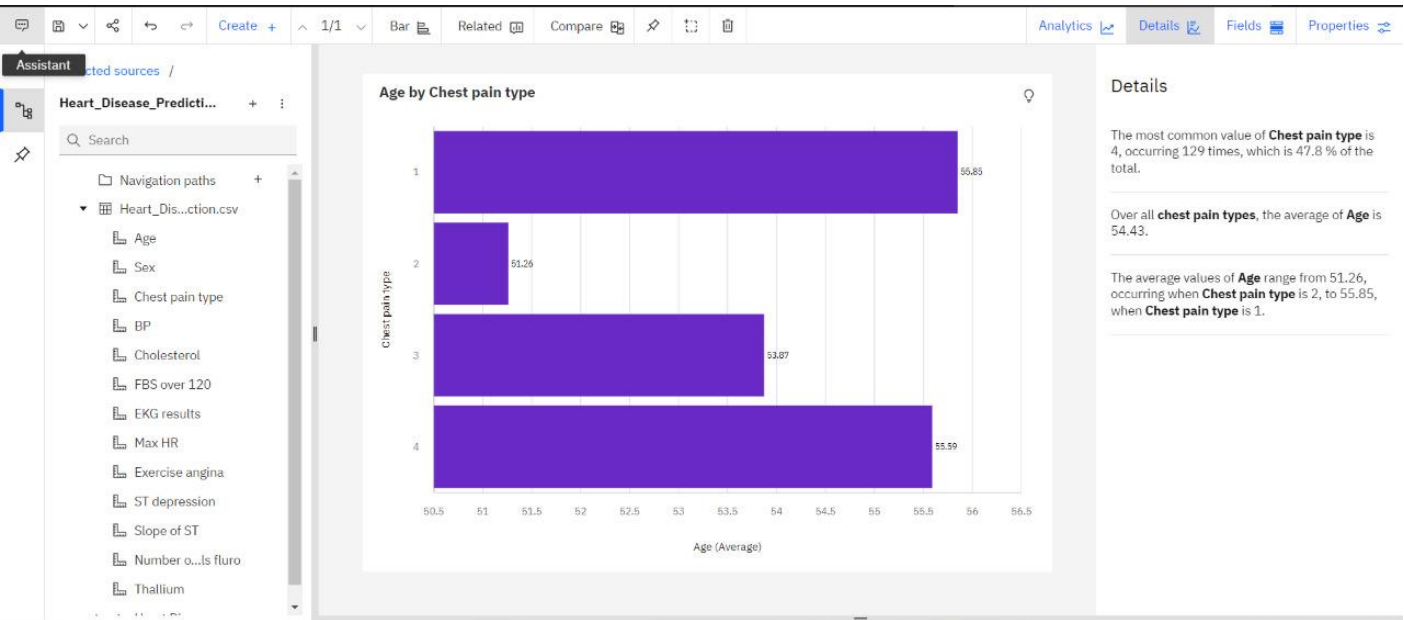 Create +
1/1
Bar
Related
Compare
Analytics
Details
Fields
Properties
Assistant
cted sources /
Heart_Disease_Predicti...
Search
Navigation paths
Heart_Dis...ction.csv
Age
Sex
Chest pain type
BP
Cholesterol
FBS over 120
EKG results
Max HR
Exercise angina
ST depression
Slope of ST
Number o...ls fluro
Thallium
Age by Chest pain type
Chest pain type
1
55.85
2
51.26
3
53.87
4
55.59
50.5 51 51.5 52 52.5 53 53.5 54 54.5 55 55.5 56 56.5
Age (Average)
Details
The most common value of Chest pain type is
4, occurring 129 times, which is 47.8 % of the
total.
Over all chest pain types, the average of Age is
54.43.
The average values of Age range from 51.26,
occurring when Chest pain type is 2, to 55.85,
when Chest pain type is 1.